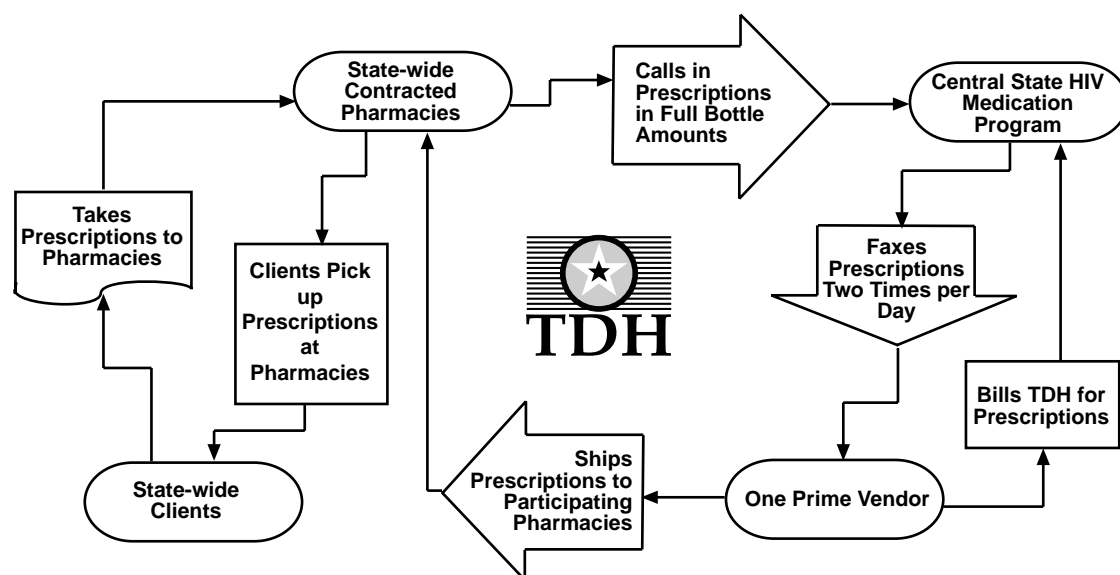 State-wide
Contracted
Pharmacies
Calls in
Prescriptions
in Full Bottle
Amounts
Central State HIV
Medication
Program
Takes
Prescriptions to
Pharmacies
Clients Pick
up
Prescriptions
at
Pharmacies
TDH
Faxes
Prescriptions
Two Times per
Day
Bills TDH for
Prescriptions
Ships
Prescriptions to
Participating
Pharmacies
One Prime Vendor
State-wide
Clients